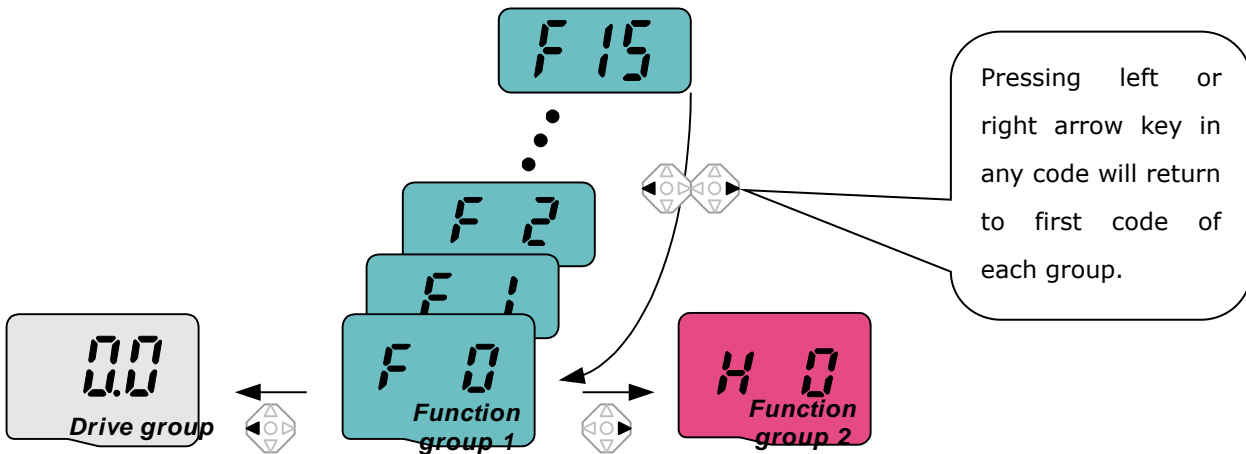 F 15
Pressing left or
right arrow key in
any code will return
to first code of
each group.
F 2
F 1
F 0
0.0
H 0
Drive group
Function
group 1
Function
group 2